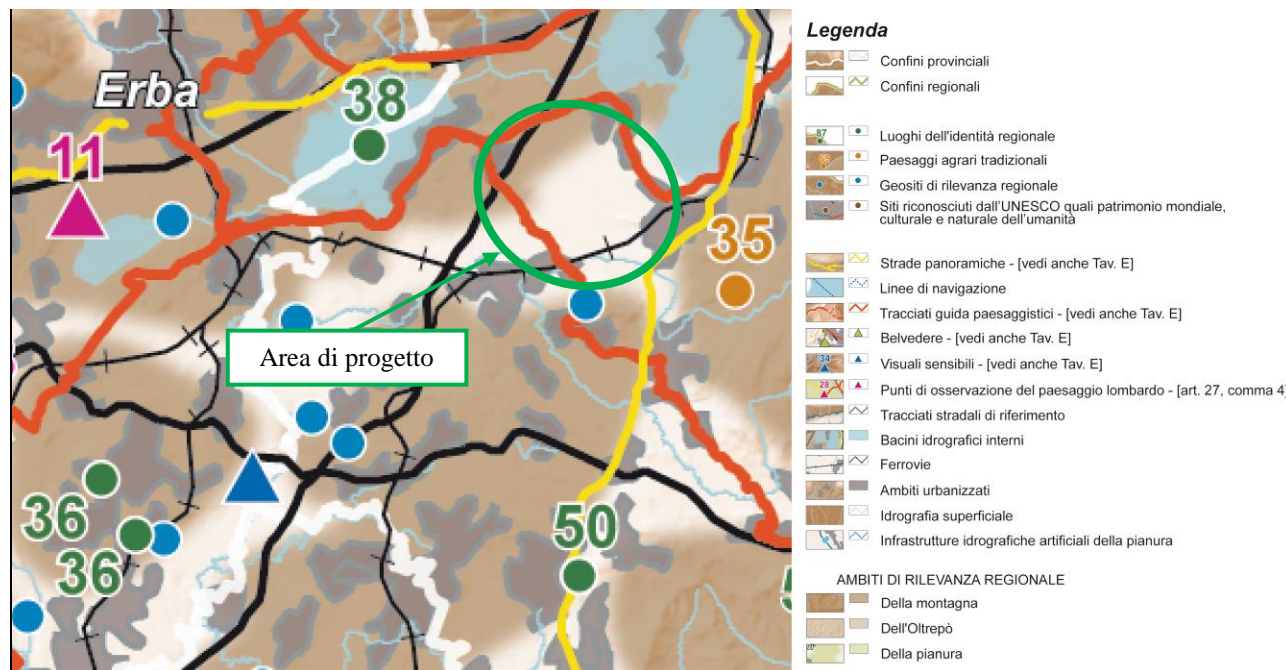 Erba
38
11
35
Area di progetto
36
36
50
5
Legenda
Confini provinciali
Confini regionali
87
Luoghi dell'identità regionale
Paesaggi agrari tradizionali
Geositi di rilevanza regionale
Siti riconosciuti dall'UNESCO quali patrimonio mondiale,
culturale e naturale dell'umanità
Strade panoramiche - [vedi anche Tav. E]
Linee di navigazione
Tracciati guida paesaggistici - [vedi anche Tav. E]
Belvedere - [vedi anche Tav. E]
34
Visuali sensibili - [vedi anche Tav. E]
28
Punti di osservazione del paesaggio lombardo - [art. 27, comma 4]
Tracciati stradali di riferimento
Bacini idrografici interni
Ferrovie
Ambiti urbanizzati
Idrografia superficiale
Infrastrutture idrografiche artificiali della pianura
AMBITI DI RILEVANZA REGIONALE
Della montagna
Dell'Oltrepò
Della pianura